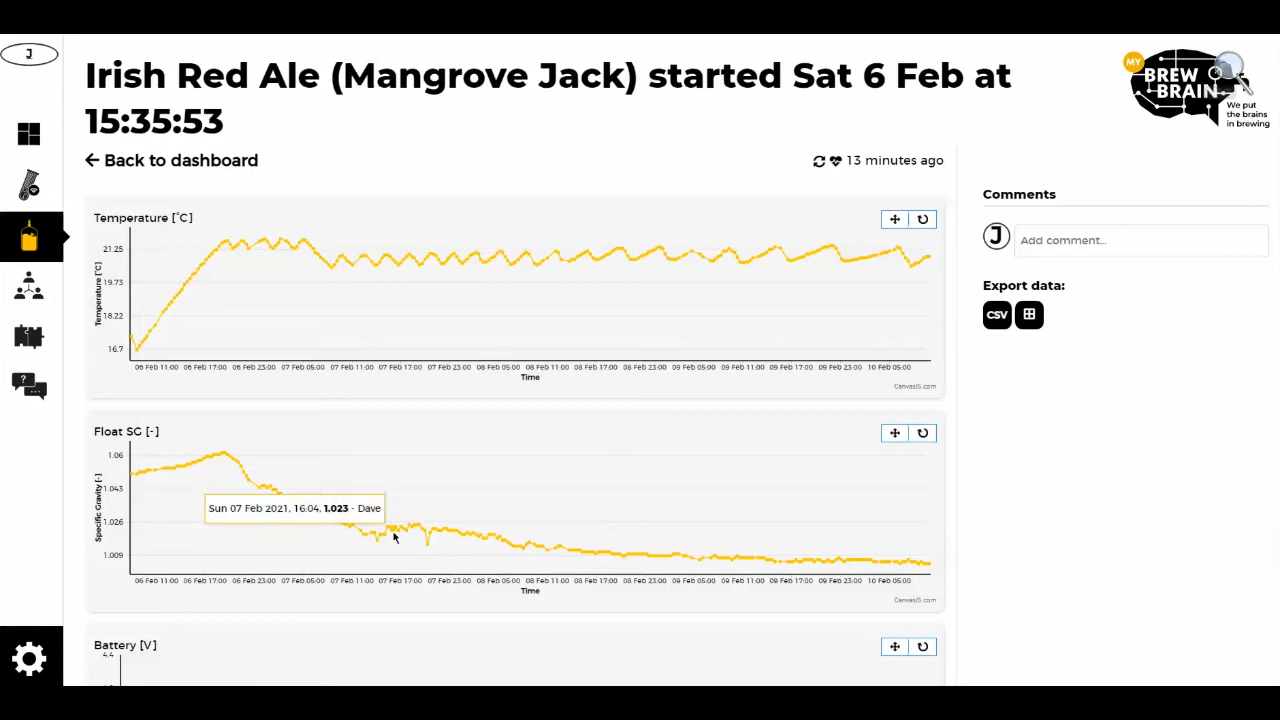 J
Irish Red Ale (Mangrove Jack) started Sat 6 Feb at
15:35:53
MY
BREW
BRAIN
We put
the brains
in brewing
Back to dashboard
13 minutes ago
Comments
J
Add comment...
Export data:
CSV
Temperature [°C]
Temperature [°C]
21.25
19.73
18.22
16.7
06 Feb 11:00 06 Feb 17:00 06 Feb 23:00 07 Feb 05:00 07 Feb 11:00 07 Feb 17:00 07 Feb 23:00 08 Feb 05:00 08 Feb 11:00 08 Feb 17:00 08 Feb 23:00 09 Feb 05:00 09 Feb 11:00 09 Feb 17:00 09 Feb 23:00 10 Feb 05:00
Time
CanvasJS.com
Float SG [-]
Specific Gravity [-]
1.06
1.043
Sun 07 Feb 2021, 16:04, 1.023 - Dave
1.026
1.009
06 Feb 11:00 06 Feb 17:00 06 Feb 23:00 07 Feb 05:00 07 Feb 11:00 07 Feb 17:00 07 Feb 23:00 08 Feb 05:00 08 Feb 11:00 08 Feb 17:00 08 Feb 23:00 09 Feb 05:00 09 Feb 11:00 09 Feb 17:00 09 Feb 23:00 10 Feb 05:00
Time
CanvasJS.com
Battery [V]
4.4